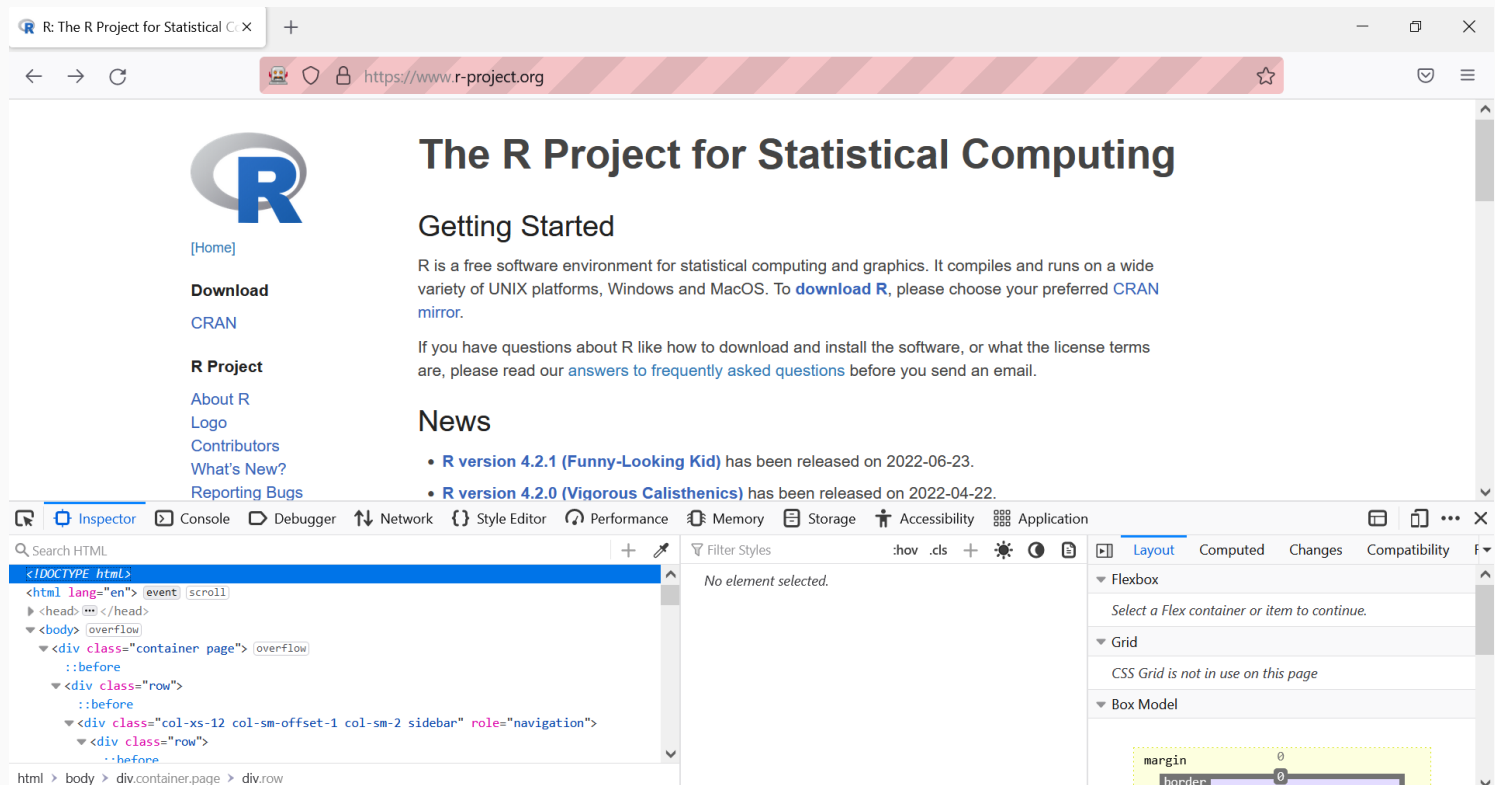 R: The R Project for Statistical Co
https://www.r-project.org
R
[Home]
Download
CRAN
R Project
About R
Logo
Contributors
What's New?
Reporting Bugs
The R Project for Statistical Computing
Getting Started
R is a free software environment for statistical computing and graphics. It compiles and runs on a wide
variety of UNIX platforms, Windows and MacOS. To download R, please choose your preferred CRAN
mirror.
If you have questions about R like how to download and install the software, or what the license terms
are, please read our answers to frequently asked questions before you send an email.
News
• R version 4.2.1 (Funny-Looking Kid) has been released on 2022-06-23.
• R version 4.2.0 (Vigorous Calisthenics) has been released on 2022-04-22.
Inspector Console Debugger Network {} Style Editor Performance Memory Storage Accessibility Application
Search HTML
<!DOCTYPE html>
<html lang="en"> event scroll
<head> ••• </head>
<body> overflow
<div class="container page"> overflow
::before
<div class="row">
::before
<div class="col-xs-12 col-sm-offset-1 col-sm-2 sidebar" role="navigation">
<div class="row">
::before
html > body > div.container.page > div.row
Filter Styles :hov .cls
No element selected.
Layout Computed Changes Compatibility
Flexbox
Select a Flex container or item to continue.
Grid
CSS Grid is not in use on this page
Box Model
margin 0
border 0